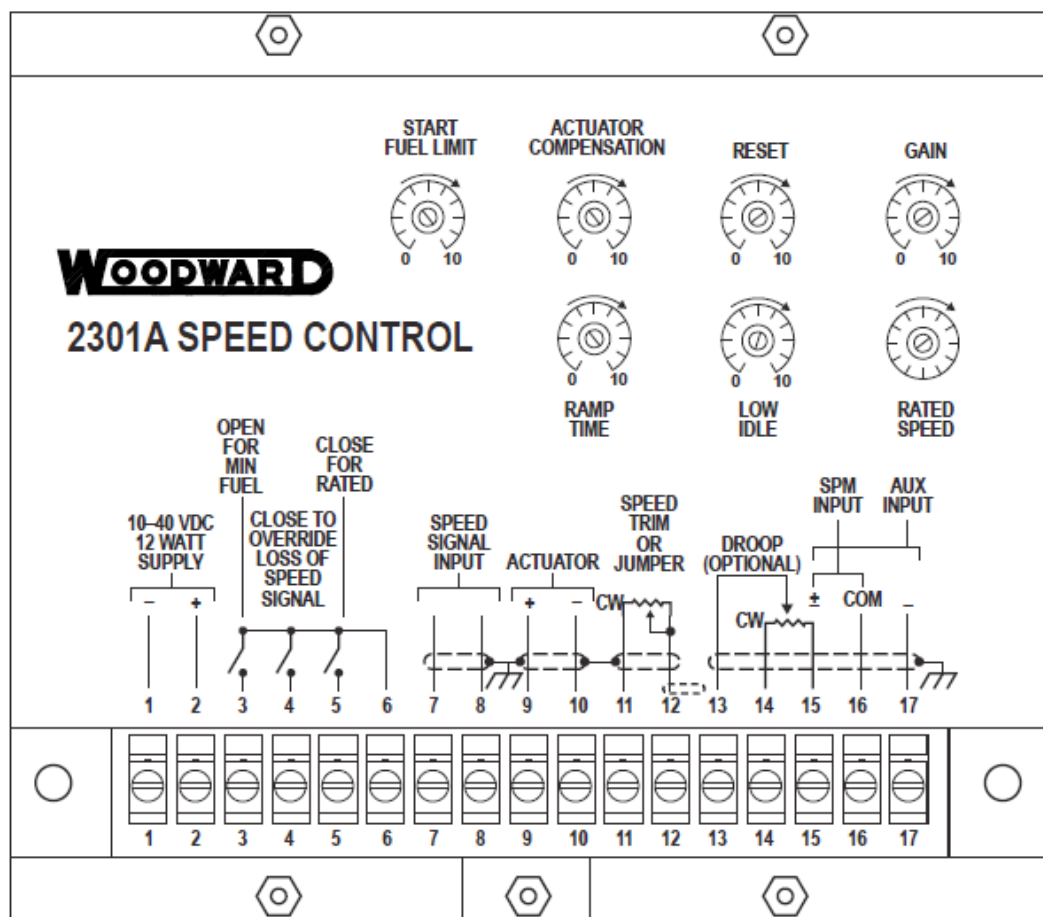 START
FUEL LIMIT
ACTUATOR
COMPENSATION
RESET
GAIN
0 10
0 10
0 10
0 10
WOODWARD
2301A SPEED CONTROL
0 10
0 10
RAMP
TIME
LOW
IDLE
RATED
SPEED
OPEN
FOR
MIN
FUEL
CLOSE
FOR
RATED
10–40 VDC
12 WATT
SUPPLY
CLOSE TO
OVERRIDE
LOSS OF
SPEED
SIGNAL
SPEED
SIGNAL
INPUT
ACTUATOR
SPEED
TRIM
OR
JUMPER
DROOP
(OPTIONAL)
SPM
INPUT
AUX
INPUT
– +
+ –
CW
CW
± COM –
1 2 3 4 5 6 7 8 9 10 11 12 13 14 15 16 17
1 2 3 4 5 6 7 8 9 10 11 12 13 14 15 16 17